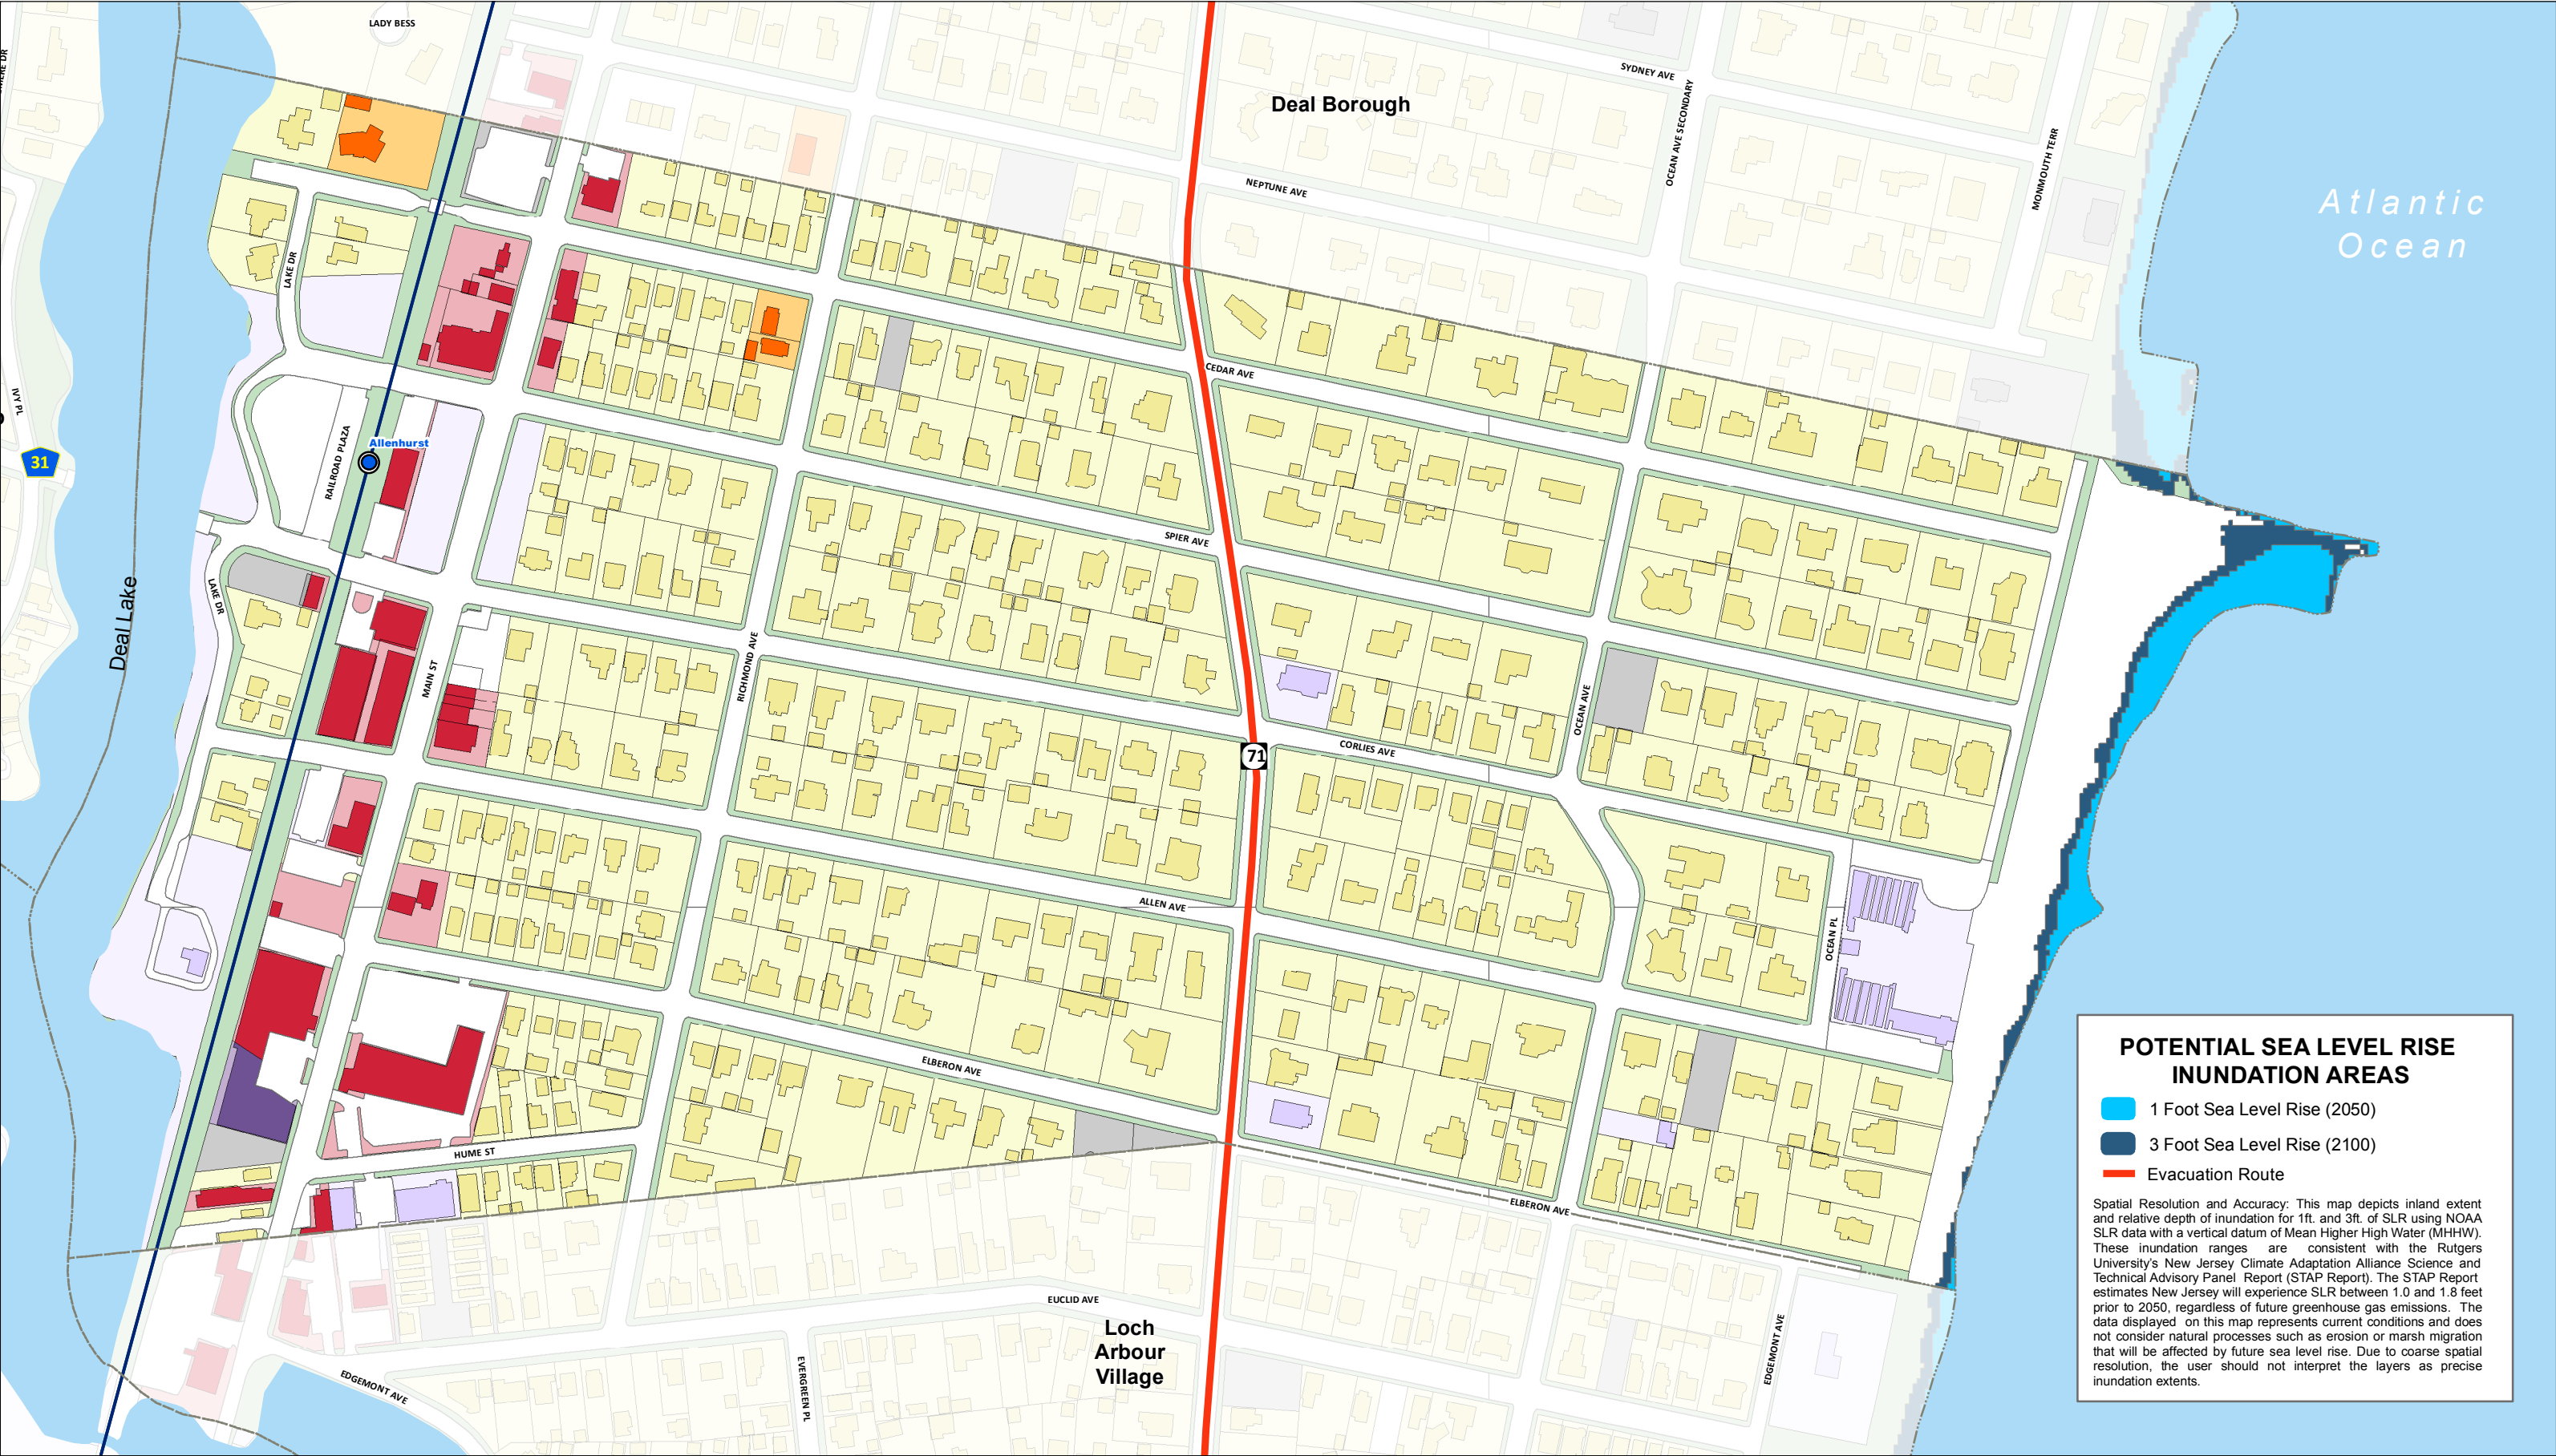 LADY BESS
Deal Borough
SYDNEY AVE
OCEAN AVE SECONDARY
MONMOUTH TERR
NEPTUNE AVE
Atlantic
Ocean
LAKE DR
CEDAR AVE
IVY PL
31
RAILROAD PLAZA
Allenhurst
SPIER AVE
Deal Lake
LAKE DR
MAIN ST
RICHMOND AVE
OCEAN AVE
71
CORLIES AVE
ALLEN AVE
OCEAN PL
ELBERON AVE
HUME ST
ELBERON AVE
EUCLID AVE
Loch
Arbour
Village
EDGEMONT AVE
EVERGREEN PL
EDGEMONT AVE
POTENTIAL SEA LEVEL RISE
INUNDATION AREAS
1 Foot Sea Level Rise (2050)
3 Foot Sea Level Rise (2100)
Evacuation Route
Spatial Resolution and Accuracy: This map depicts inland extent
and relative depth of inundation for 1ft. and 3ft. of SLR using NOAA
SLR data with a vertical datum of Mean Higher High Water (MHHW).
These inundation ranges are consistent with the Rutgers
University's New Jersey Climate Adaptation Alliance Science and
Technical Advisory Panel Report (STAP Report). The STAP Report
estimates New Jersey will experience SLR between 1.0 and 1.8 feet
prior to 2050, regardless of future greenhouse gas emissions. The
data displayed on this map represents current conditions and does
not consider natural processes such as erosion or marsh migration
that will be affected by future sea level rise. Due to coarse spatial
resolution, the user should not interpret the layers as precise
inundation extents.